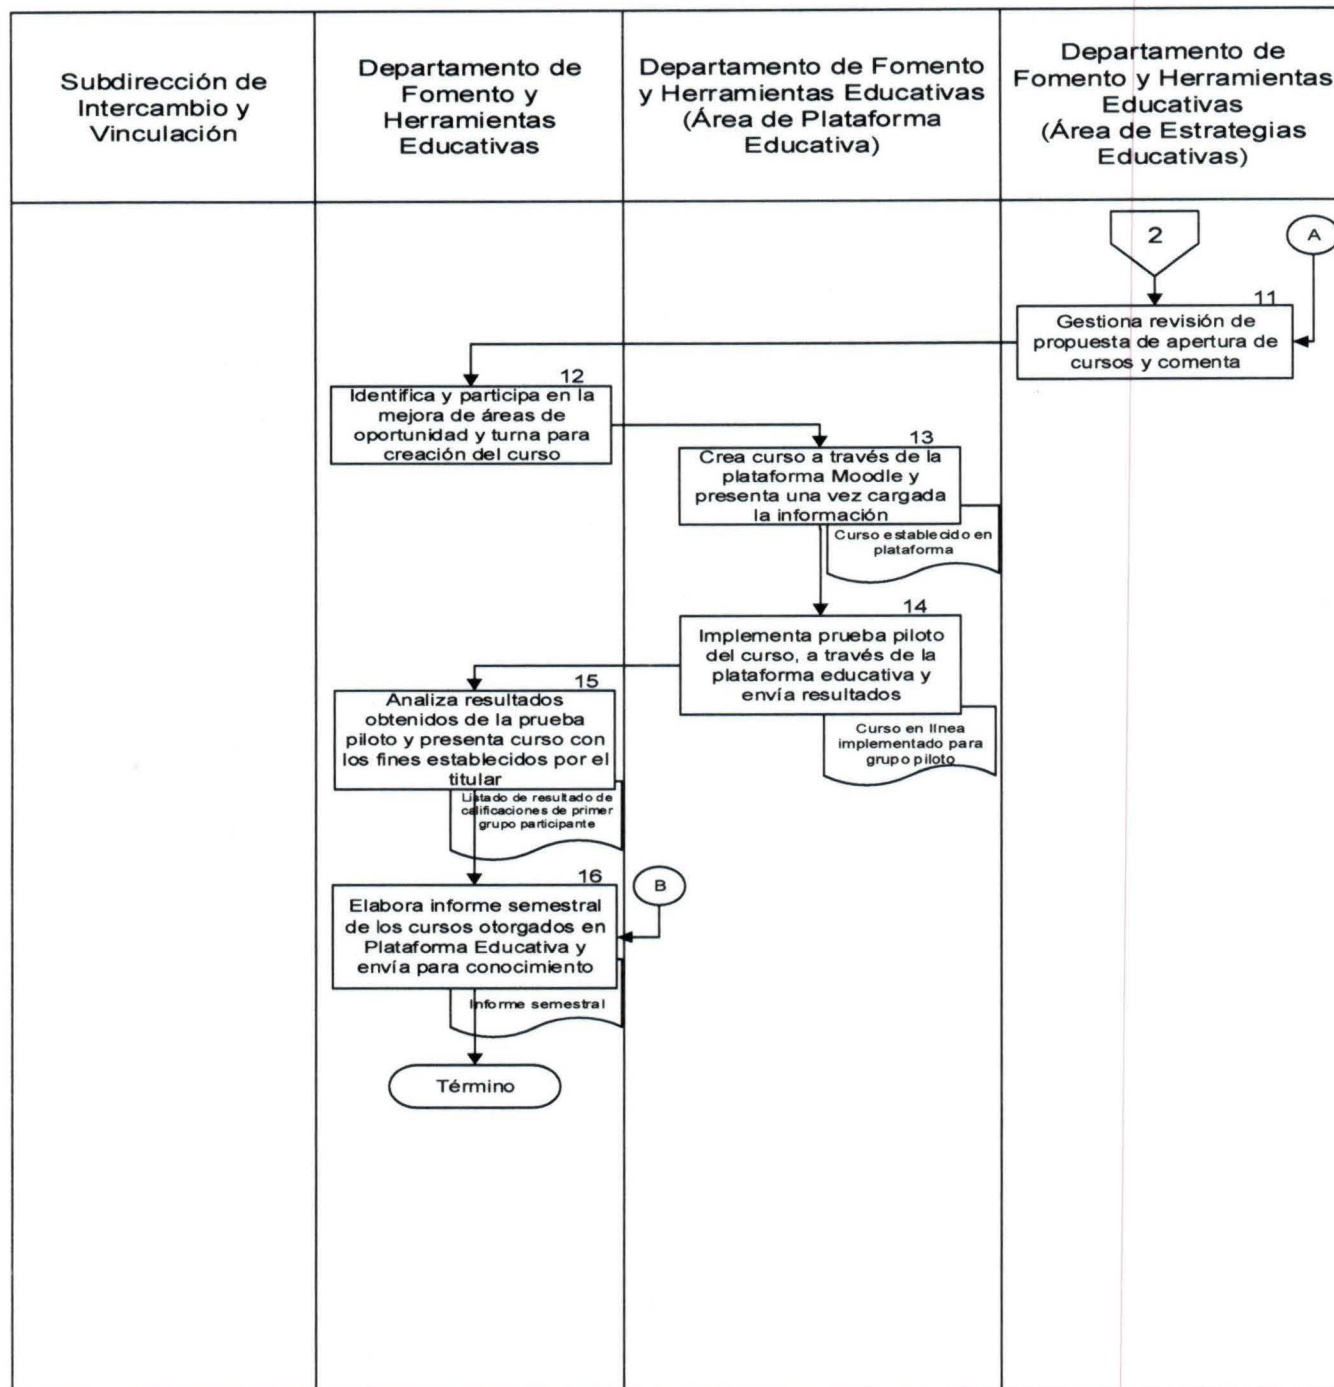 Subdirección de
Intercambio y
Vinculación
Departamento de
Fomento y
Herramientas
Educativas
Departamento de Fomento
y Herramientas Educativas
(Área de Plataforma
Educativa)
Departamento de
Fomento y Herramientas
Educativas
(Área de Estrategias
Educativas)
2
A
11
Gestiona revisión de
propuesta de apertura de
cursos y comenta
12
Identifica y participa en la
mejora de áreas de
oportunidad y turna para
creación del curso
13
Crea curso a través de la
plataforma Moodle y
presenta una vez cargada
la información
Curso establecido en
plataforma
14
Implementa prueba piloto
del curso, a través de la
plataforma educativa y
envía resultados
Curso en línea
implementado para
grupo piloto
15
Analiza resultados
obtenidos de la prueba
piloto y presenta curso con
los fines establecidos por el
titular
Listado de resultado de
calificaciones de primer
grupo participante
16
B
Elabora informe semestral
de los cursos otorgados en
Plataforma Educativa y
envía para conocimiento
Informe semestral
Término